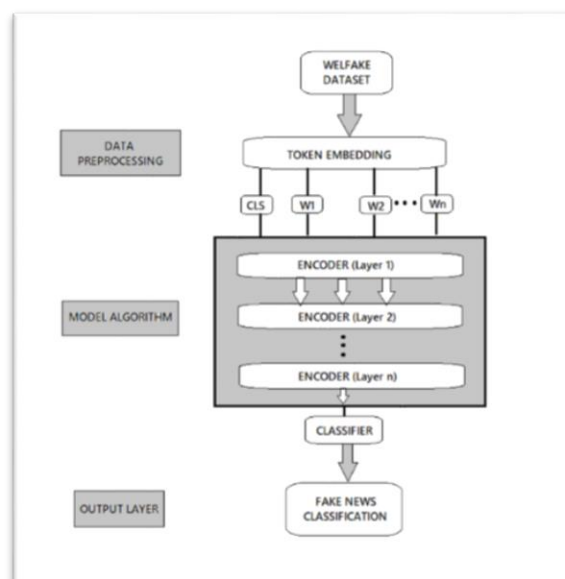 WELFAKE
DATASET
DATA
PREPROCESSING
TOKEN EMBEDDING
CLS
W1
W2
Wn
ENCODER (Layer 1)
MODEL ALGORITHM
ENCODER (Layer 2)
ENCODER (Layer n)
CLASSIFIER
OUTPUT LAYER
FAKE NEWS
CLASSIFICATION